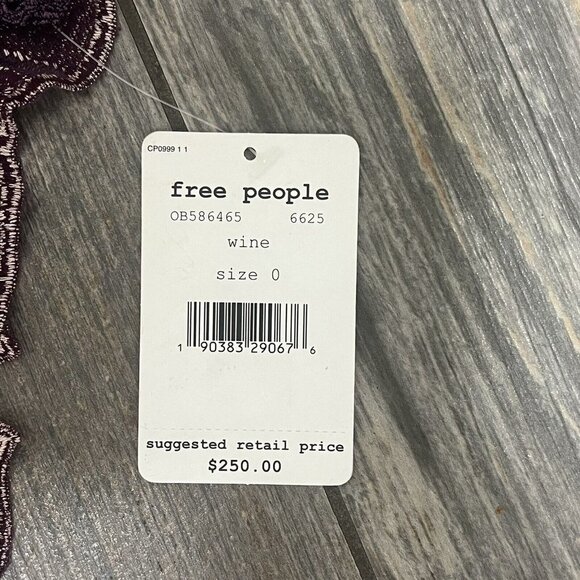 CP0999 1 1
free people
OB586465 6625
wine
size 0
1 90383 29067 6
suggested retail price
$250.00